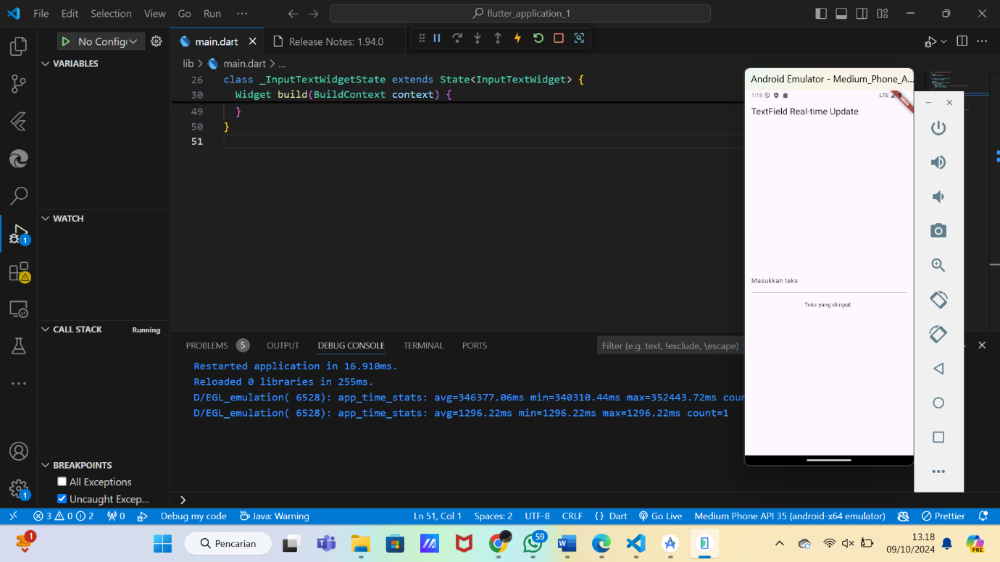 File Edit Selection View Go Run ··· flutter_application_1
No Config
main.dart
Release Notes: 1.94.0
VARIABLES
lib > main.dart > ...
26 class _InputTextWidgetState extends State<InputTextWidget> {
30 Widget build(BuildContext context) {
49 }
50 }
51
WATCH
CALL STACK Running
BREAKPOINTS
All Exceptions
Uncaught Excep...
PROBLEMS 5 OUTPUT DEBUG CONSOLE TERMINAL PORTS
Filter (e.g. text, !exclude, \escape)
Restarted application in 16.910ms.
Reloaded 0 libraries in 255ms.
D/EGL_emulation( 6528): app_time_stats: avg=346377.06ms min=340310.44ms max=352443.72ms coun
D/EGL_emulation( 6528): app_time_stats: avg=1296.22ms min=1296.22ms max=1296.22ms count=1
Android Emulator - Medium_Phone_A...
1:18 LTE
TextField Real-time Update
Masukkan teks
Teks yang diinput:
1
1
3 0 2 0 Debug my code Java: Warning
Ln 51, Col 1 Spaces: 2 UTF-8 CRLF {} Dart Go Live Medium Phone API 35 (android-x64 emulator) Prettier
1
Pencarian
59
13.18
09/10/2024
PRE